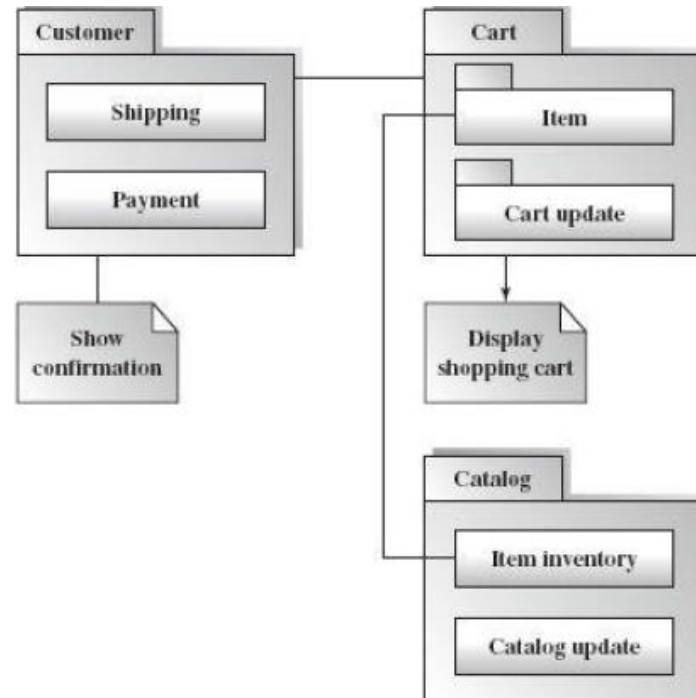 Customer
Shipping
Payment
Show
confirmation
Cart
Item
Cart update
Display
shopping cart
Catalog
Item inventory
Catalog update